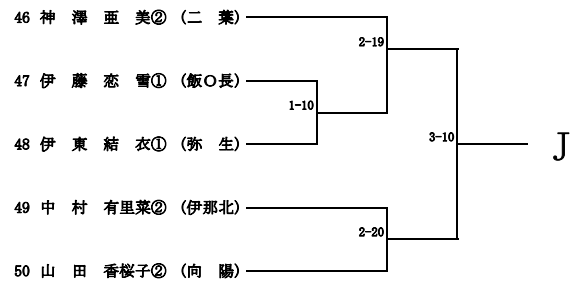 46 神 澤 亜 美② (二 葉)
2-19
47 伊 藤 恋 雪① (飯O長)
1-10
3-10 J
48 伊 東 結 衣① (弥 生)
49 中 村 有里菜② (伊那北)
2-20
50 山 田 香桜子② (向 陽)